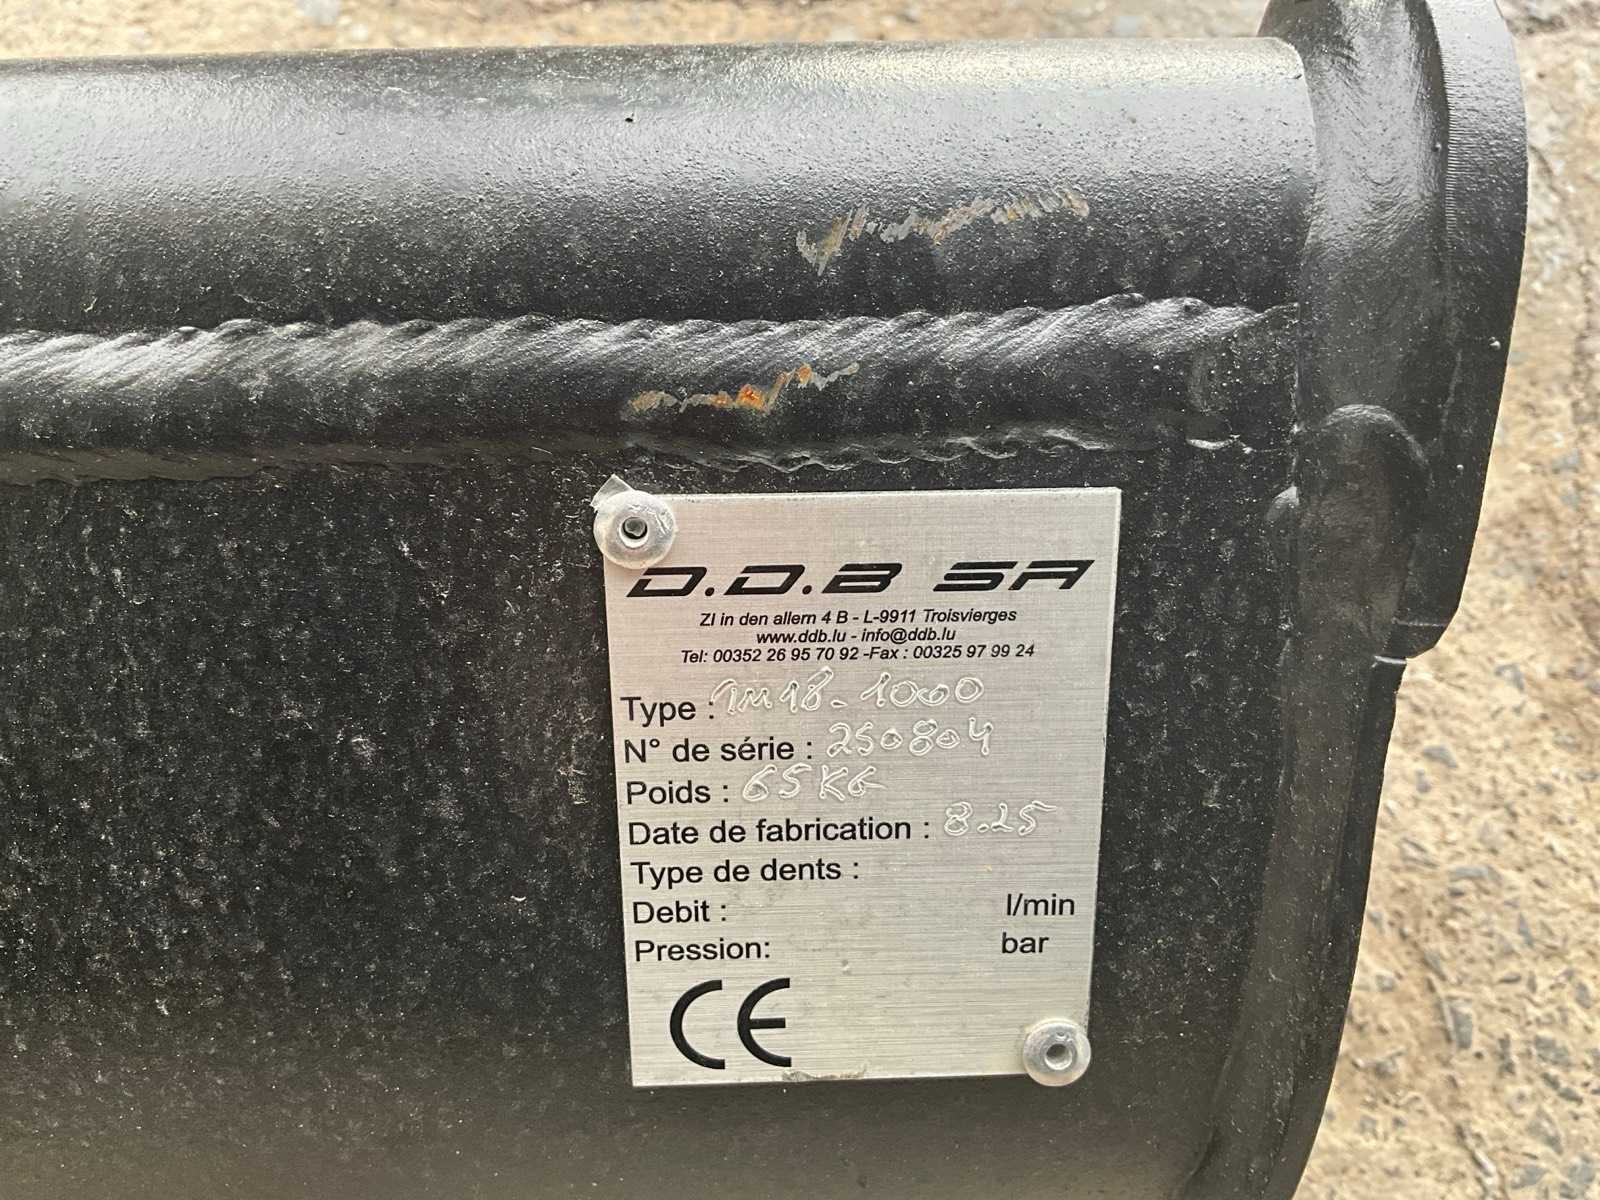 D.D.B SA
ZI in den allern 4 B - L-9911 Troisvierges
www.ddb.lu - info@ddb.lu
Tel: 00352 26 95 70 92 -Fax : 00325 97 99 24
Type : TM18-1000
N° de série : 250804
Poids : 65KG
Date de fabrication : 8.25
Type de dents :
Debit : l/min
Pression: bar
CE